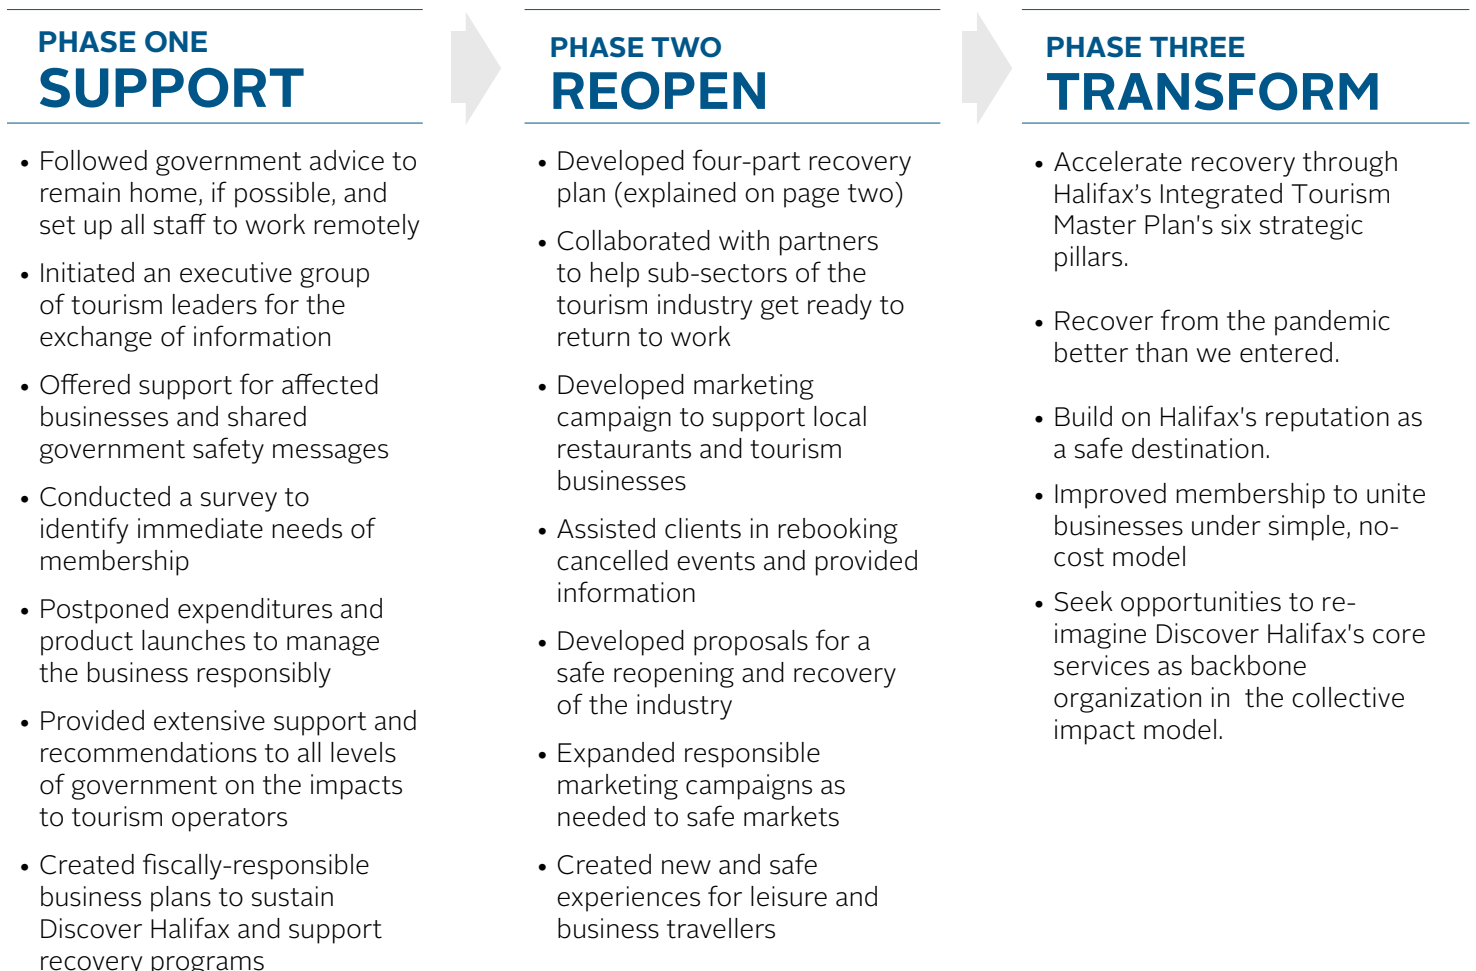 PHASE ONE
SUPPORT
• Followed government advice to
remain home, if possible, and
set up all staff to work remotely
• Initiated an executive group
of tourism leaders for the
exchange of information
• Offered support for affected
businesses and shared
government safety messages
• Conducted a survey to
identify immediate needs of
membership
• Postponed expenditures and
product launches to manage
the business responsibly
• Provided extensive support and
recommendations to all levels
of government on the impacts
to tourism operators
• Created fiscally-responsible
business plans to sustain
Discover Halifax and support
recovery programs
PHASE TWO
REOPEN
• Developed four-part recovery
plan (explained on page two)
• Collaborated with partners
to help sub-sectors of the
tourism industry get ready to
return to work
• Developed marketing
campaign to support local
restaurants and tourism
businesses
• Assisted clients in rebooking
cancelled events and provided
information
• Developed proposals for a
safe reopening and recovery
of the industry
• Expanded responsible
marketing campaigns as
needed to safe markets
• Created new and safe
experiences for leisure and
business travellers
PHASE THREE
TRANSFORM
• Accelerate recovery through
Halifax’s Integrated Tourism
Master Plan's six strategic
pillars.
• Recover from the pandemic
better than we entered.
• Build on Halifax's reputation as
a safe destination.
• Improved membership to unite
businesses under simple, no-
cost model
• Seek opportunities to re-
imagine Discover Halifax's core
services as backbone
organization in  the collective
impact model.